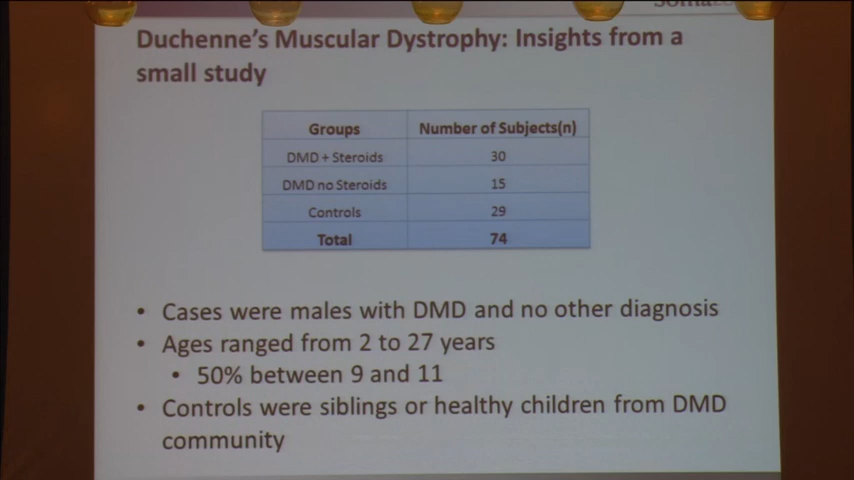 Duchenne's Muscular Dystrophy: Insights from a
small study
Groups Number of Subjects(n)
DMD + Steroids 30
DMD no Steroids 15
Controls 29
Total 74
• Cases were males with DMD and no other diagnosis
• Ages ranged from 2 to 27 years
• 50% between 9 and 11
• Controls were siblings or healthy children from DMD
community